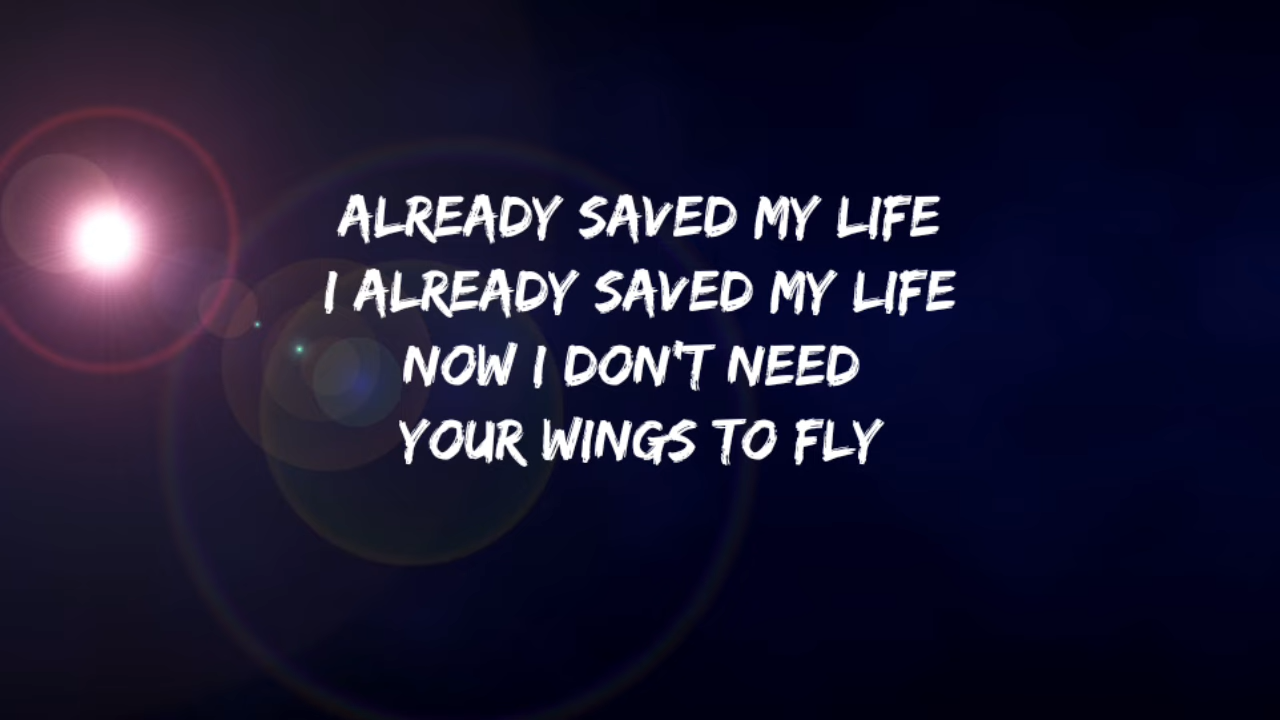 ALREADY SAVED MY LIFE
I ALREADY SAVED MY LIFE
NOW I DON'T NEED
YOUR WINGS TO FLY